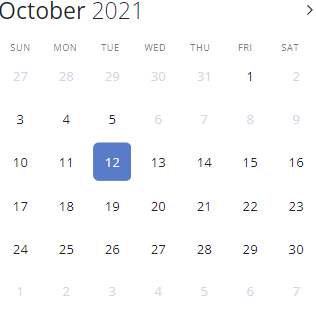 October 2021
SUN MON TUE WED THU FRI SAT
27 28 29 30 31 1 2
3 4 5 6 7 8 9
10 11 12 13 14 15 16
17 18 19 20 21 22 23
24 25 26 27 28 29 30
1 2 3 4 5 6 7